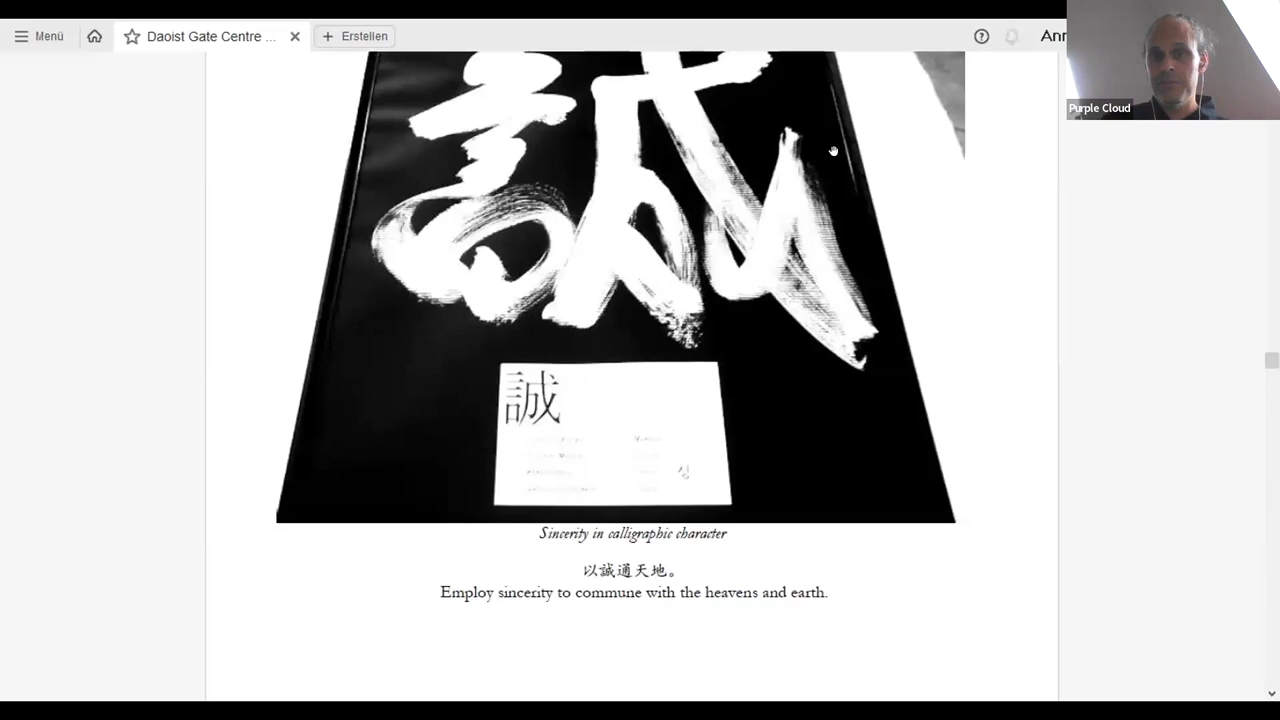 Menü
Daoist Gate Centre ...
Erstellen
Purple Cloud
誠
誠
Sincerity in calligraphic character
以誠通天地。
Employ sincerity to commune with the heavens and earth.